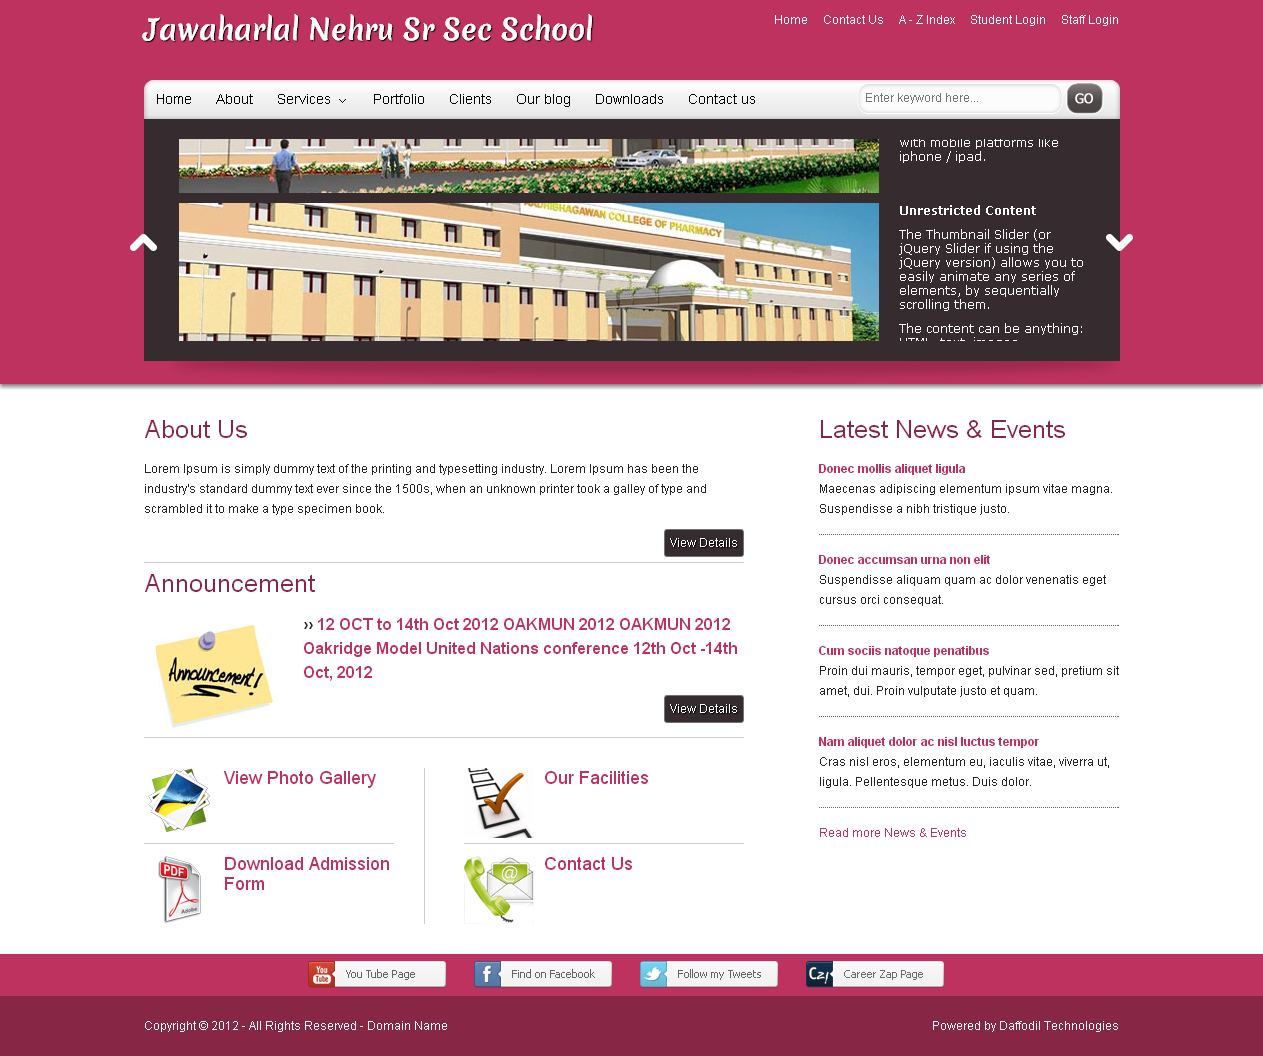 Jawaharlal Nehru Sr Sec School
Home Contact Us A - Z Index Student Login Staff Login
Home About Services Portfolio Clients Our blog Downloads Contact us
Enter keyword here...
GO
with mobile platforms like
iphone / ipad.
COLLEGE OF PHARMACY
Unrestricted Content
The Thumbnail Slider (or
jQuery Slider if using the
jQuery version) allows you to
easily animate any series of
elements, by sequentially
scrolling them.
The content can be anything:
HTML, text, images
About Us
Lorem Ipsum is simply dummy text of the printing and typesetting industry. Lorem Ipsum has been the
industry's standard dummy text ever since the 1500s, when an unknown printer took a galley of type and
scrambled it to make a type specimen book.
View Details
Announcement
Announcement!
›› 12 OCT to 14th Oct 2012 OAKMUN 2012 OAKMUN 2012
Oakridge Model United Nations conference 12th Oct -14th
Oct, 2012
View Details
View Photo Gallery
Our Facilities
PDF
Adobe
Download Admission
Form
@
Contact Us
Latest News & Events
Donec mollis aliquet ligula
Maecenas adipiscing elementum ipsum vitae magna.
Suspendisse a nibh tristique justo.
Donec accumsan urna non elit
Suspendisse aliquam quam ac dolor venenatis eget
cursus orci consequat.
Cum sociis natoque penatibus
Proin dui mauris, tempor eget, pulvinar sed, pretium sit
amet, dui. Proin vulputate justo et quam.
Nam aliquet dolor ac nisl luctus tempor
Cras nisl eros, elementum eu, iaculis vitae, viverra ut,
ligula. Pellentesque metus. Duis dolor.
Read more News & Events
You Tube You Tube Page
f Find on Facebook
Follow my Tweets
Career Zap Page
Copyright © 2012 - All Rights Reserved - Domain Name
Powered by Daffodil Technologies